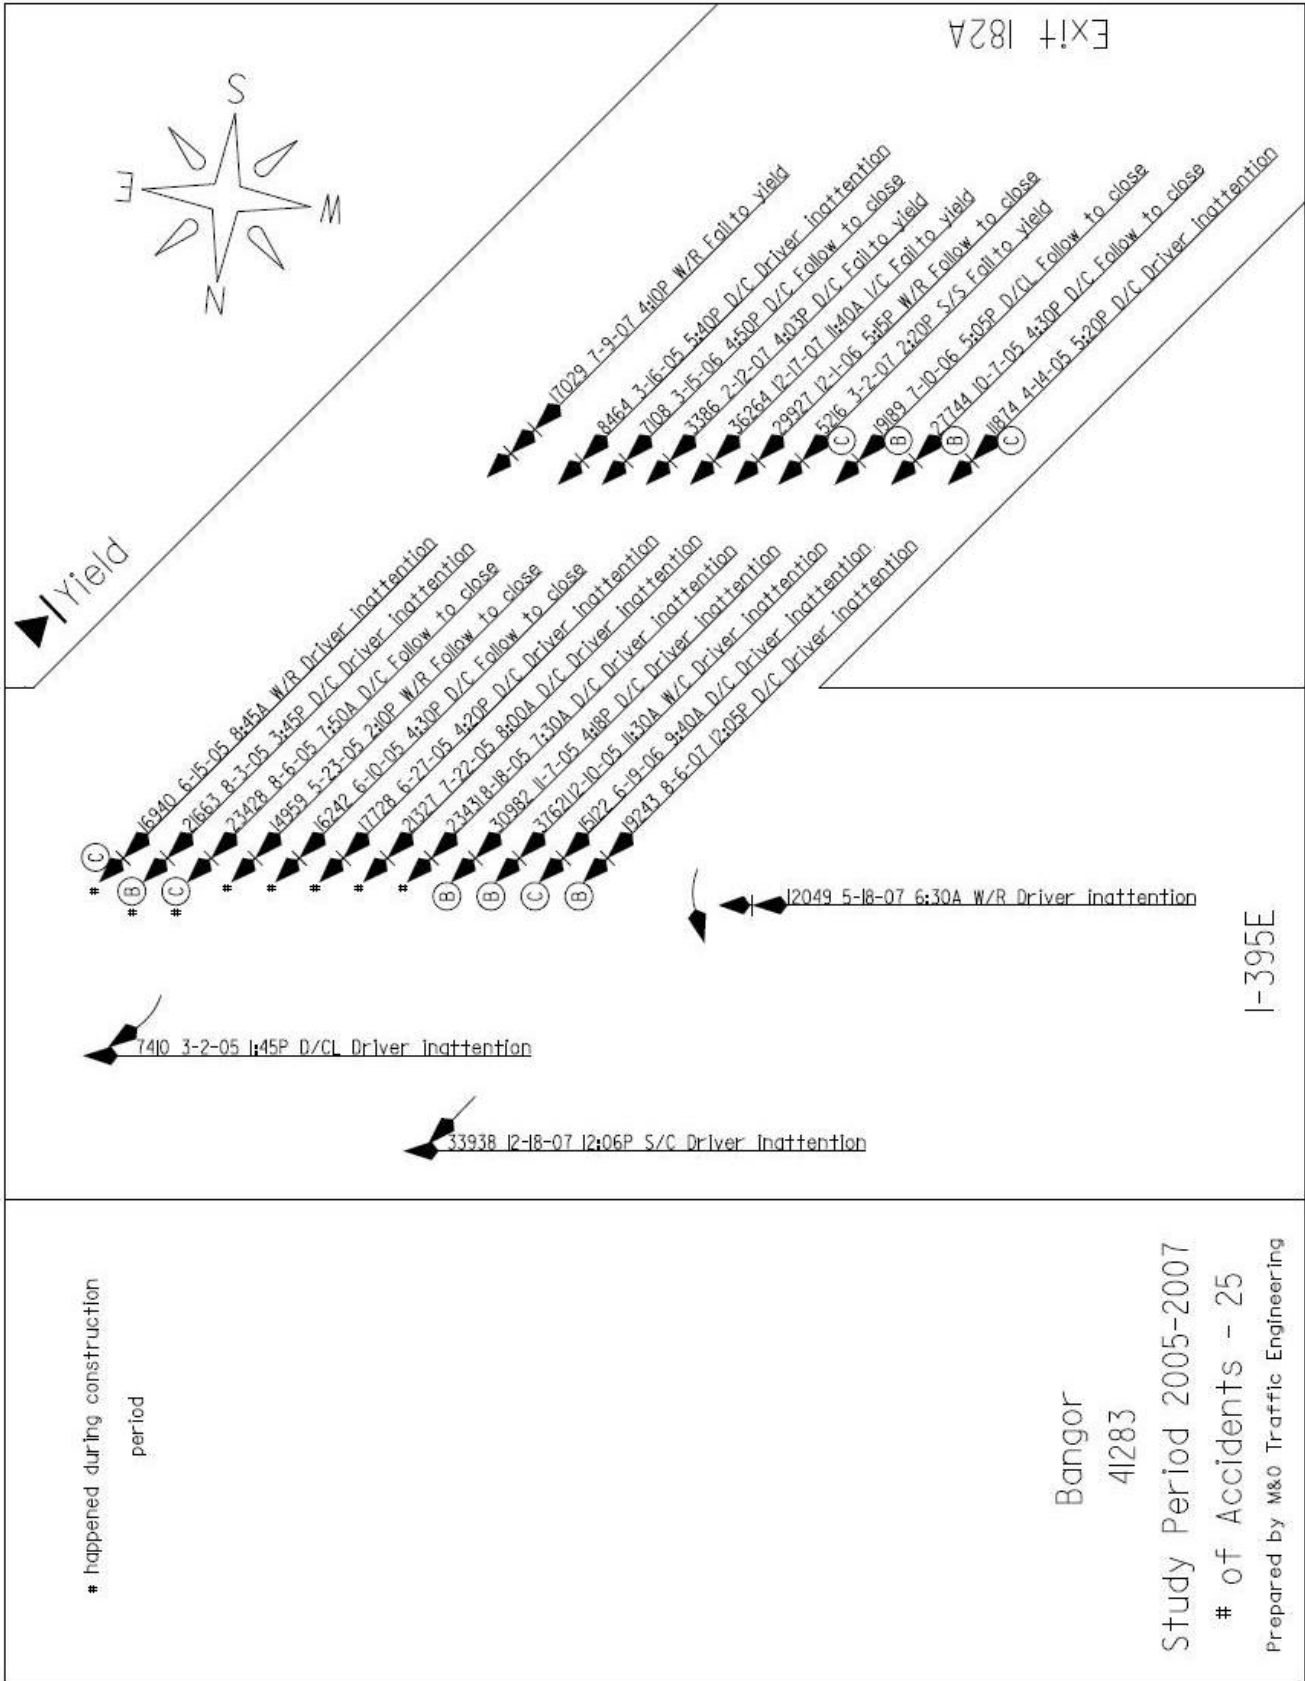 Exit 182A
S
E
W
N
Yield
17029 7-9-07 4:10P W/R Fail to yield
8464 3-16-05 5:40P D/C Driver inattention
7108 3-15-06 4:50P D/C Follow to close
3386 2-12-07 4:03P D/C Fail to yield
36264 12-17-07 11:40A I/C Fail to yield
29927 12-1-06 5:15P W/R Follow to close
5216 3-2-07 2:20P S/S Fail to yield
C
19189 7-10-06 5:05P D/CL Follow to close
B
27744 10-7-05 4:30P D/C Follow to close
B
11874 4-14-05 5:20P D/C Driver inattention
C
# C 16940 6-15-05 8:45A W/R Driver inattention
# B 21663 8-3-05 3:45P D/C Driver inattention
# C 23428 8-6-05 7:50A D/C Follow to close
# 14959 5-23-05 2:10P W/R Follow to close
# 16242 6-10-05 4:30P D/C Follow to close
# 17728 6-27-05 4:20P D/C Driver inattention
# 21327 7-22-05 8:00A D/C Driver inattention
# 23431 8-18-05 7:30A D/C Driver inattention
B 30982 11-7-05 4:18P D/C Driver inattention
B 37621 12-10-05 11:30A W/C Driver inattention
C 15122 6-19-06 9:40A D/C Driver inattention
B 19243 8-6-07 12:05P D/C Driver inattention
12049 5-18-07 6:30A W/R Driver inattention
I-395E
7410 3-2-05 1:45P D/CL Driver inattention
33938 12-18-07 12:06P S/C Driver inattention
# happened during construction
period
Bangor
41283
Study Period 2005-2007
# of Accidents - 25
Prepared by M&O Traffic Engineering